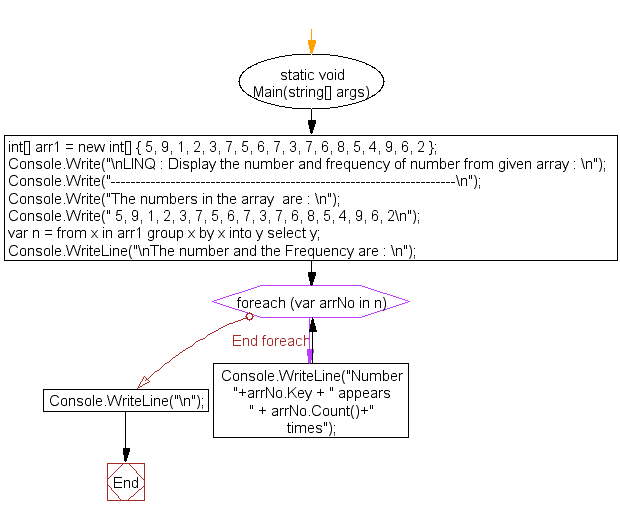 static void
Main(string[] args)
int[] arr1 = new int[] { 5, 9, 1, 2, 3, 7, 5, 6, 7, 3, 7, 6, 8, 5, 4, 9, 6, 2 };
Console.Write("\nLINQ : Display the number and frequency of number from given array : \n");
Console.Write("---------------------------------------------------------------------\n");
Console.Write("The numbers in the array  are : \n");
Console.Write(" 5, 9, 1, 2, 3, 7, 5, 6, 7, 3, 7, 6, 8, 5, 4, 9, 6, 2\n");
var n = from x in arr1 group x by x into y select y;
Console.WriteLine("\nThe number and the Frequency are : \n");
foreach (var arrNo in n)
End foreach
Console.WriteLine("Number
"+arrNo.Key + " appears
" + arrNo.Count()+"
times");
Console.WriteLine("\n");
End